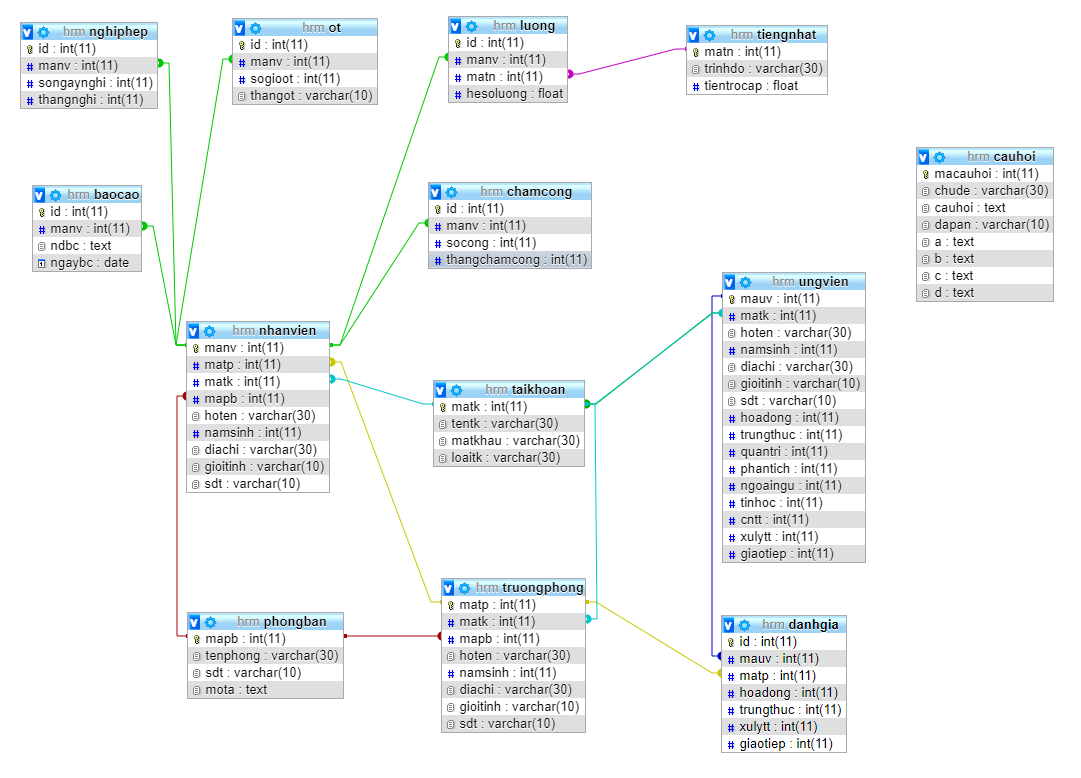 hrm nghiphep
id : int(11)
manv : int(11)
songaynghi : int(11)
thangnghi : int(11)
hrm ot
id : int(11)
manv : int(11)
sogioot : int(11)
thangot : varchar(10)
hrm luong
id : int(11)
manv : int(11)
matn : int(11)
hesoluong : float
hrm tiengnhat
matn : int(11)
trinhdo : varchar(30)
tientrocap : float
hrm cauhoi
macauhoi : int(11)
chude : varchar(30)
cauhoi : text
dapan : varchar(10)
a : text
b : text
c : text
d : text
hrm baocao
id : int(11)
manv : int(11)
ndbc : text
ngaybc : date
hrm chamcong
id : int(11)
manv : int(11)
socong : int(11)
thangchamcong : int(11)
hrm ungvien
mauv : int(11)
matk : int(11)
hoten : varchar(30)
namsinh : int(11)
diachi : varchar(30)
gioitinh : varchar(10)
sdt : varchar(10)
hoadong : int(11)
trungthuc : int(11)
quantri : int(11)
phantich : int(11)
ngoaingu : int(11)
tinhoc : int(11)
cntt : int(11)
xulytt : int(11)
giaotiep : int(11)
hrm nhanvien
manv : int(11)
matp : int(11)
matk : int(11)
mapb : int(11)
hoten : varchar(30)
namsinh : int(11)
diachi : varchar(30)
gioitinh : varchar(10)
sdt : varchar(10)
hrm taikhoan
matk : int(11)
tentk : varchar(30)
matkhau : varchar(30)
loaitk : varchar(30)
hrm phongban
mapb : int(11)
tenphong : varchar(30)
sdt : varchar(10)
mota : text
hrm truongphong
matp : int(11)
matk : int(11)
mapb : int(11)
hoten : varchar(30)
namsinh : int(11)
diachi : varchar(30)
gioitinh : varchar(10)
sdt : varchar(10)
hrm danhgia
id : int(11)
mauv : int(11)
matp : int(11)
hoadong : int(11)
trungthuc : int(11)
xulytt : int(11)
giaotiep : int(11)